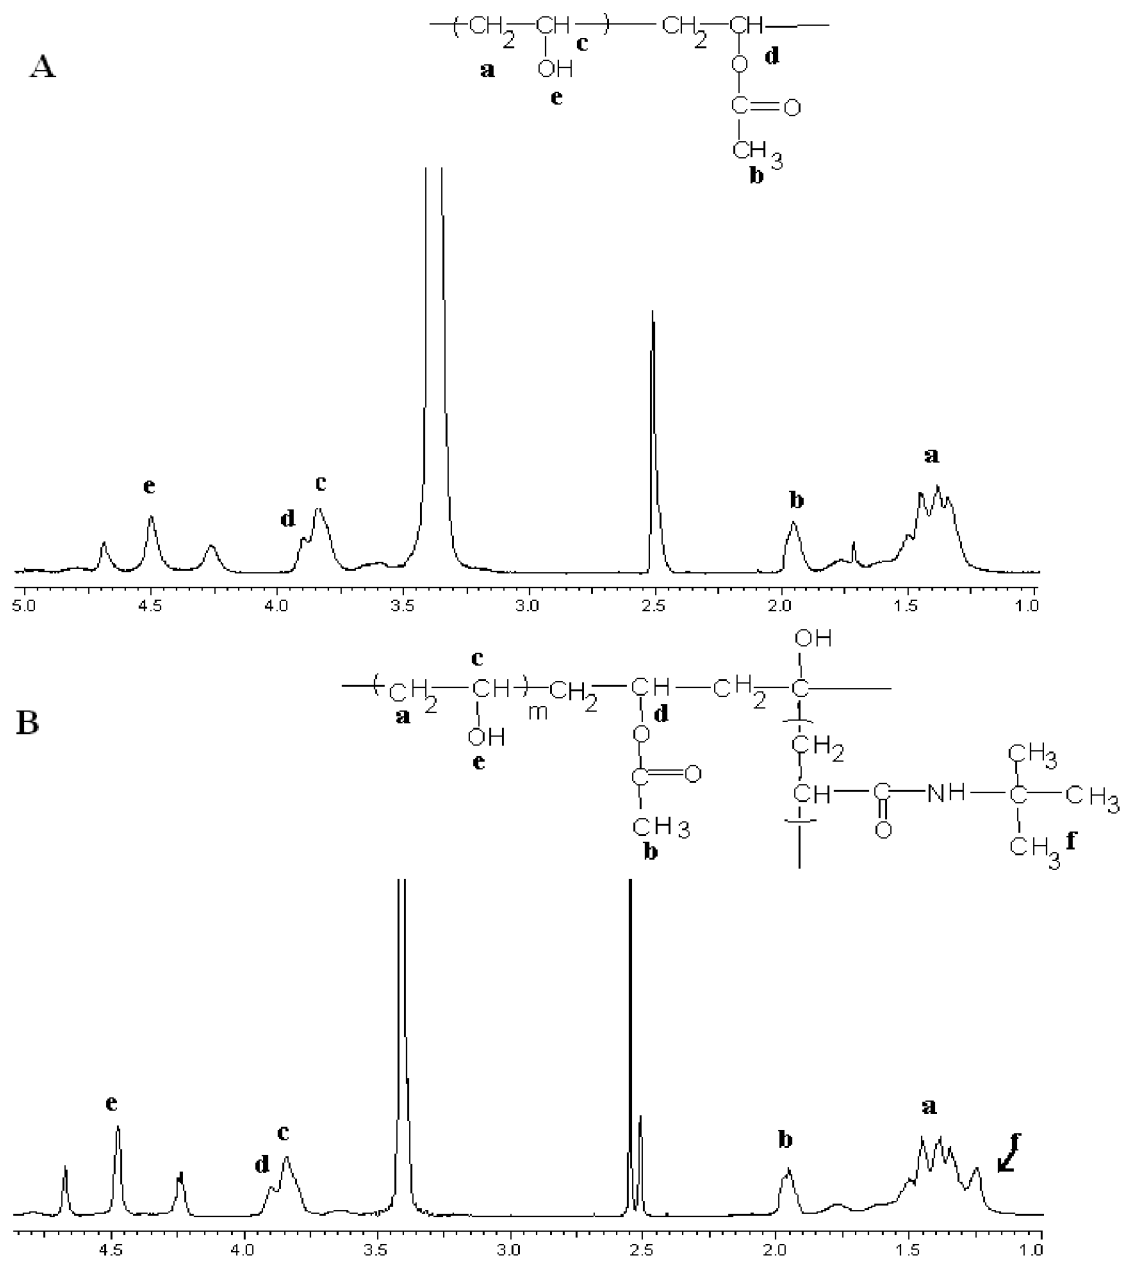 A
( CH2 CH ) CH2 CH
c d
a OH O
e C O
CH3
b
e c d b a
5.0 4.5 4.0 3.5 3.0 2.5 2.0 1.5 1.0
B
OH
c
( CH2 CH ) m CH2 CH CH2 C
a d
OH O CH2
e
C O CH C NH C CH3
O
CH3 CH3
CH3 f
b
e d c b a f
4.5 4.0 3.5 3.0 2.5 2.0 1.5 1.0